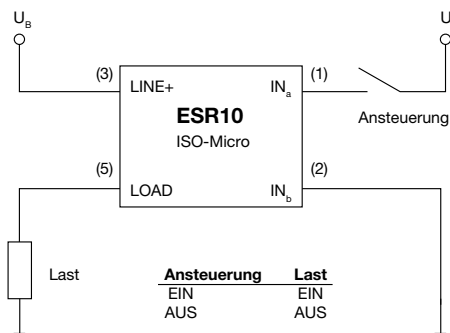 U_B U
(3) (1)
LINE+ IN_a
ESR10
ISO-Micro
Ansteuerung
(5) (2)
LOAD IN_b
Last
Ansteuerung Last
EIN EIN
AUS AUS